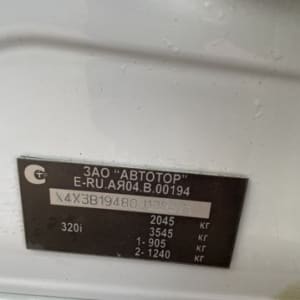 ЗАО "АВТОТОР"
E-RU.АЯ04.В.00194
X4X3B19480
2045 кг
320i 3545 кг
1- 905 кг
2- 1240 кг